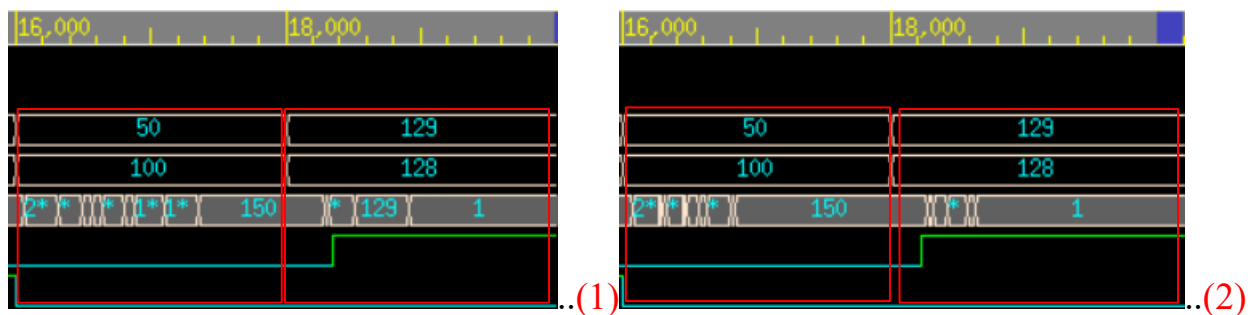 16,000 18,000 16,000 18,000
50 129 50 129
100 128 100 128
2* * * 1* 1* 150 * 129 1 2* * * 150 * 1
..(1) ..(2)